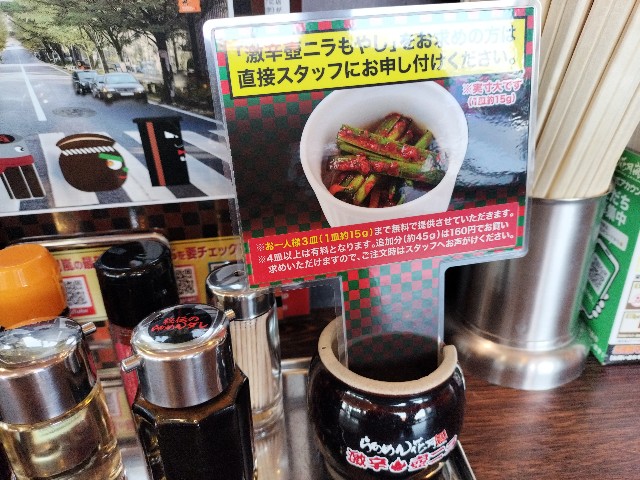 「激辛壺ニラもやし」をお求めの方は
直接スタッフにお申し付けください。
※実寸大です
(1皿約15g)
※お一人様3皿(1皿約15g)まで無料で提供させていただきます。
※4皿以上は有料となります。追加分(約45g)は160円でお買い
求めいただけますので、ご注文時はスタッフへお声がけください。
を要チェック
らあめん花月嵐
激辛壺ニラ